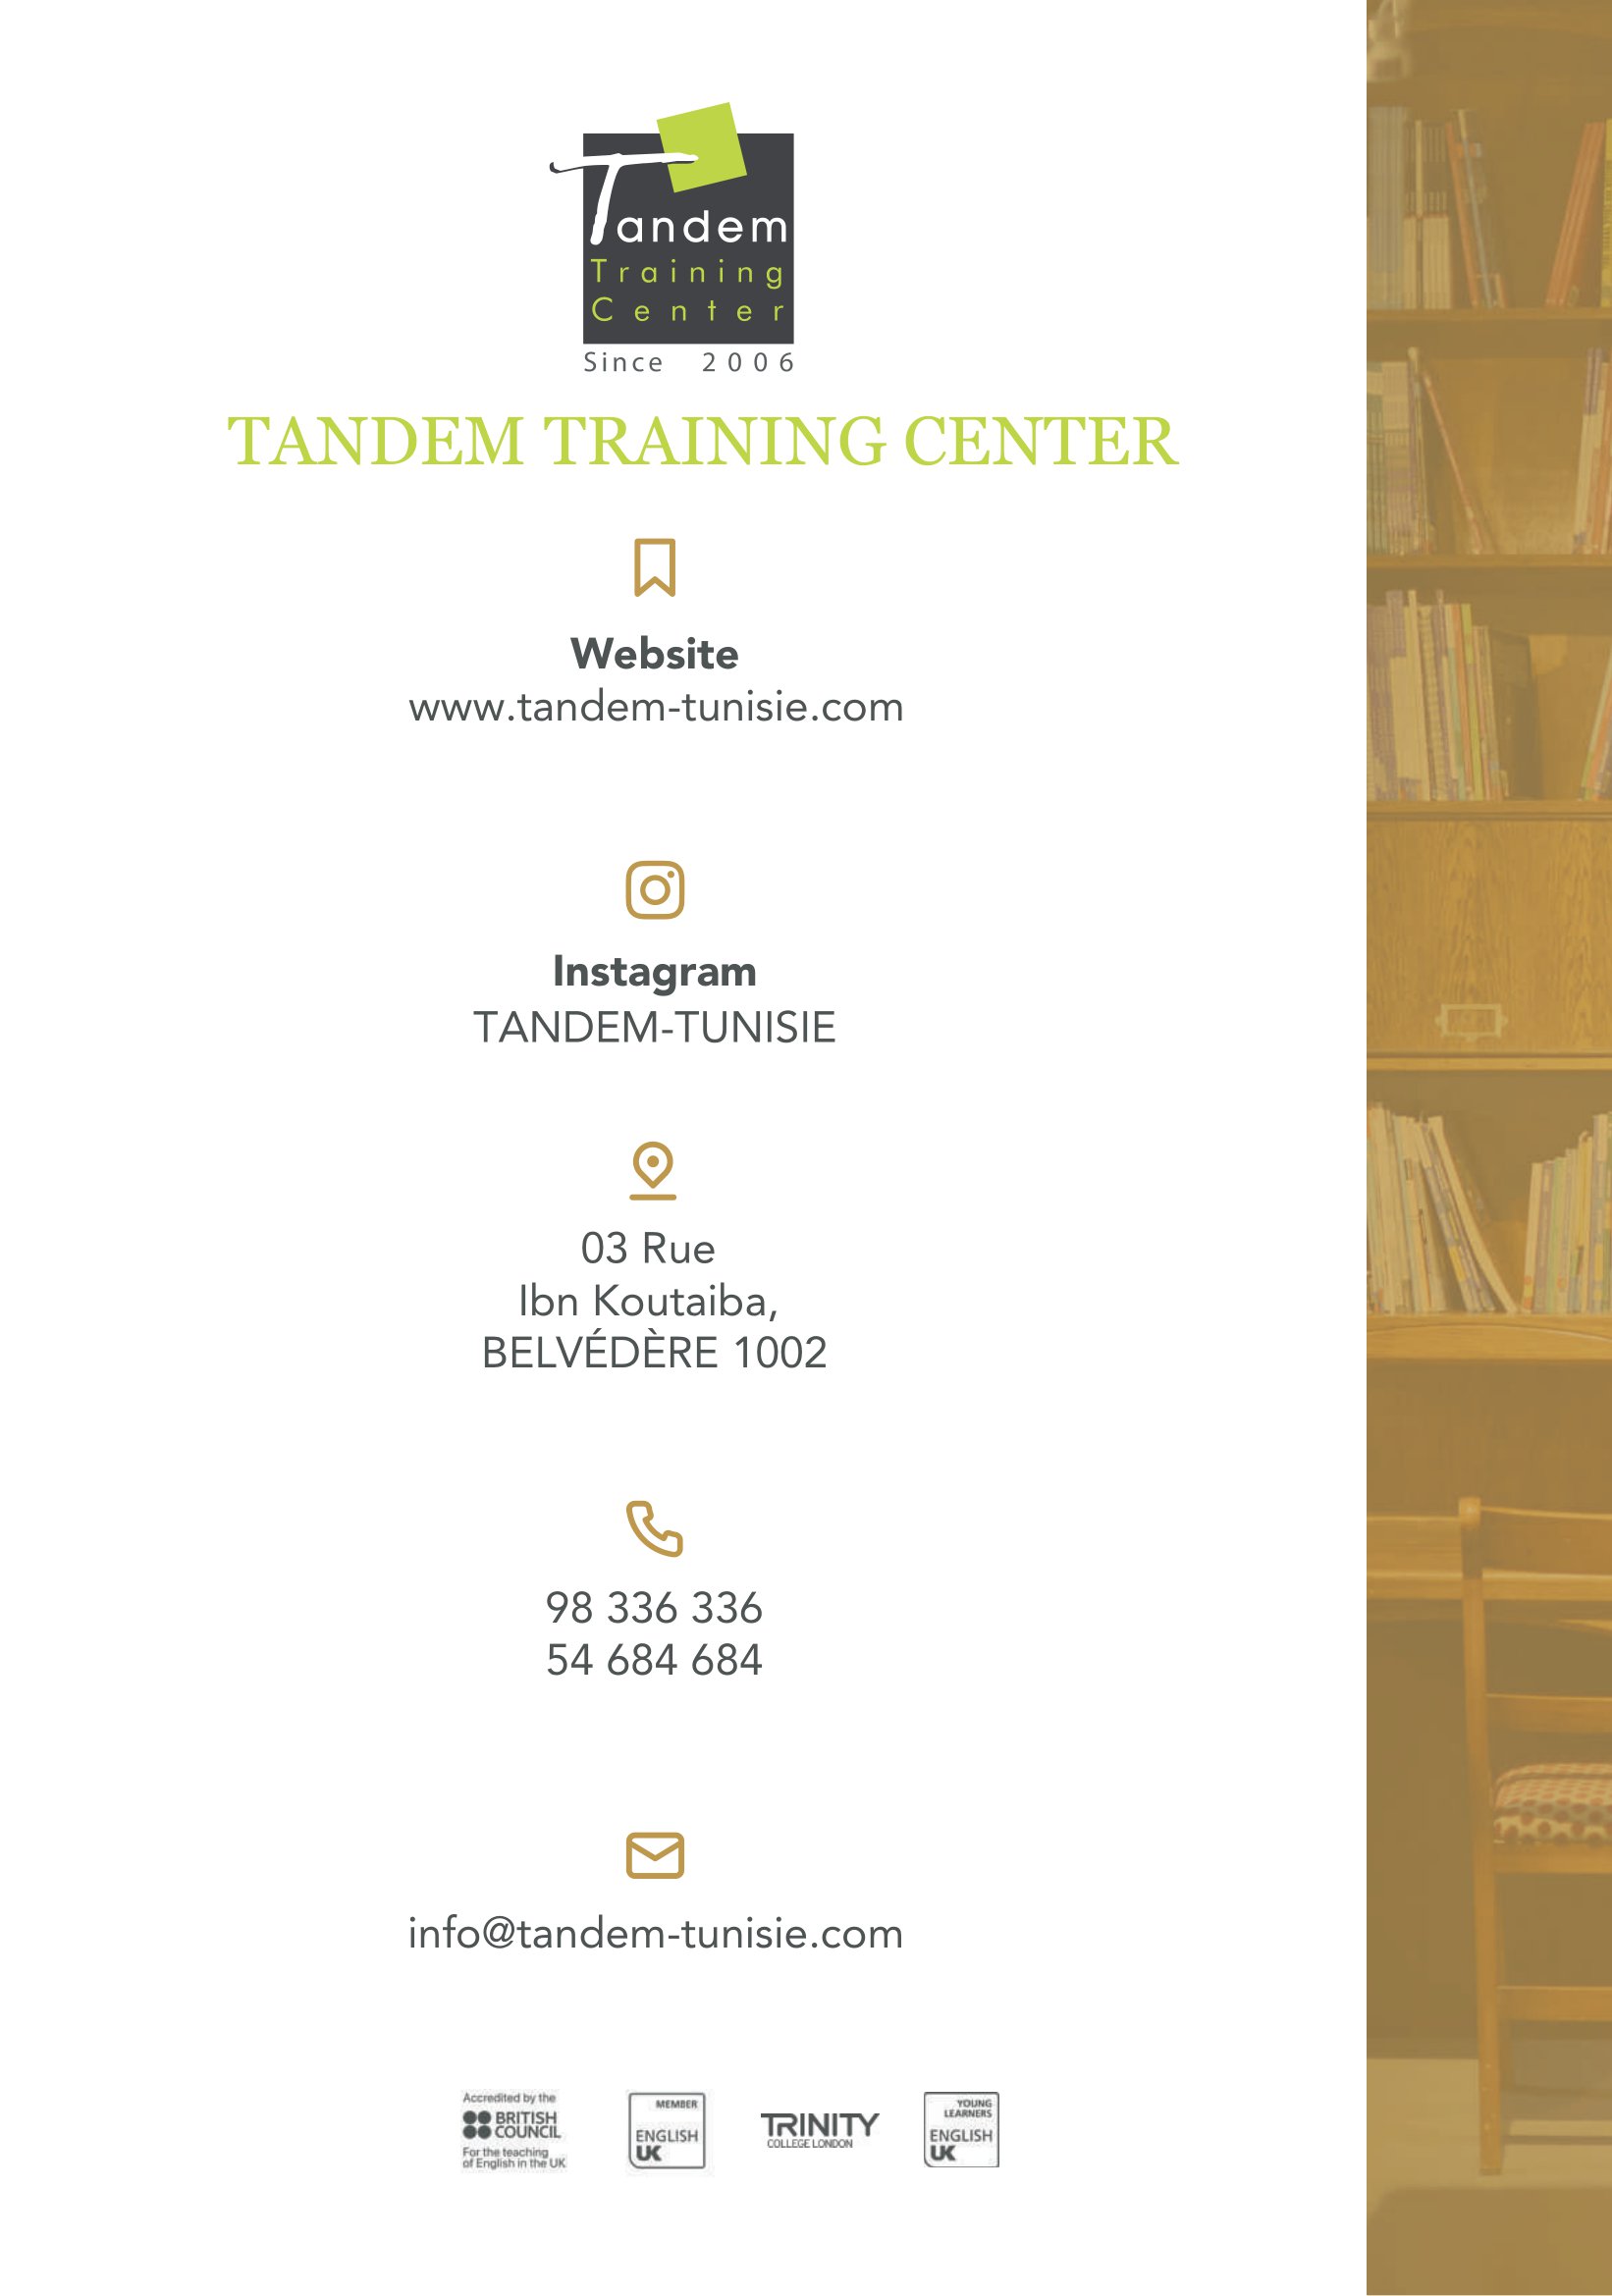 Tandem
Training
Center
Since 2006
TANDEM TRAINING CENTER
Website
www.tandem-tunisie.com
Instagram
TANDEM-TUNISIE
03 Rue
Ibn Koutaiba,
BELVÉDÈRE 1002
98 336 336
54 684 684
info@tandem-tunisie.com
Accredited by the
BRITISH
COUNCIL
For the teaching
of English in the UK
MEMBER
ENGLISH
UK
TRINITY
COLLEGE LONDON
YOUNG
LEARNERS
ENGLISH
UK